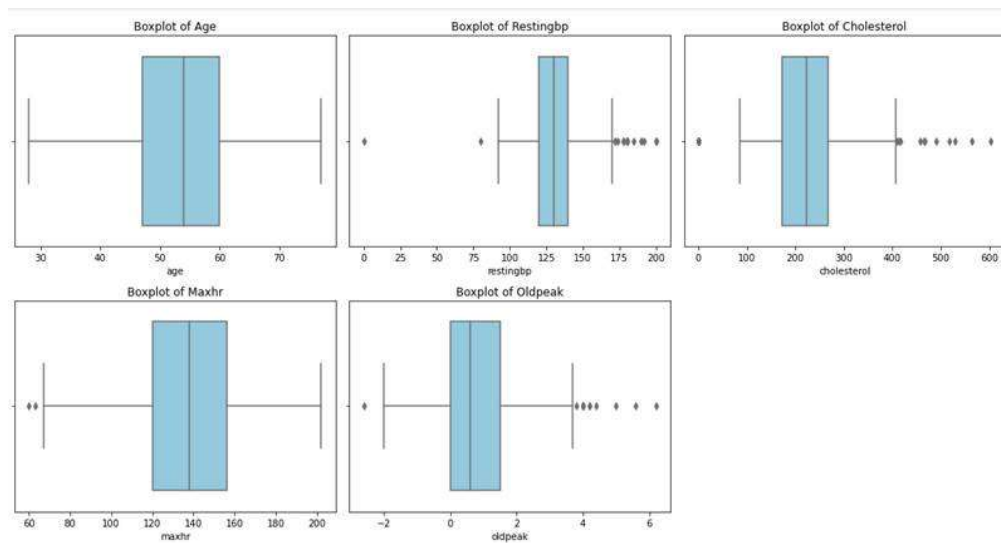 Boxplot of Age
30 40 50 60 70
age
Boxplot of Restingbp
0 25 50 75 100 125 150 175 200
restingbp
Boxplot of Cholesterol
0 100 200 300 400 500 600
cholesterol
Boxplot of Maxhr
60 80 100 120 140 160 180 200
maxhr
Boxplot of Oldpeak
−2 0 2 4 6
oldpeak